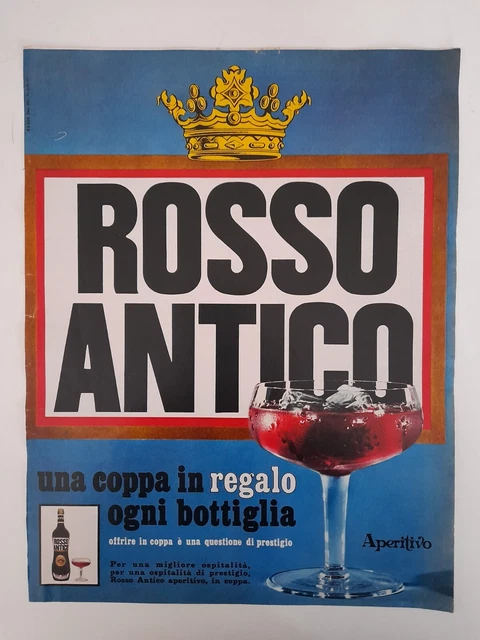 ROSSO
ANTICO
una coppa in regalo
ogni bottiglia
offrire in coppa è una questione di prestigio
Per una migliore ospitalità,
per una ospitalità di prestigio,
Rosso Antico aperitivo, in coppa.
ROSSO
ANTICO
Aperitivo